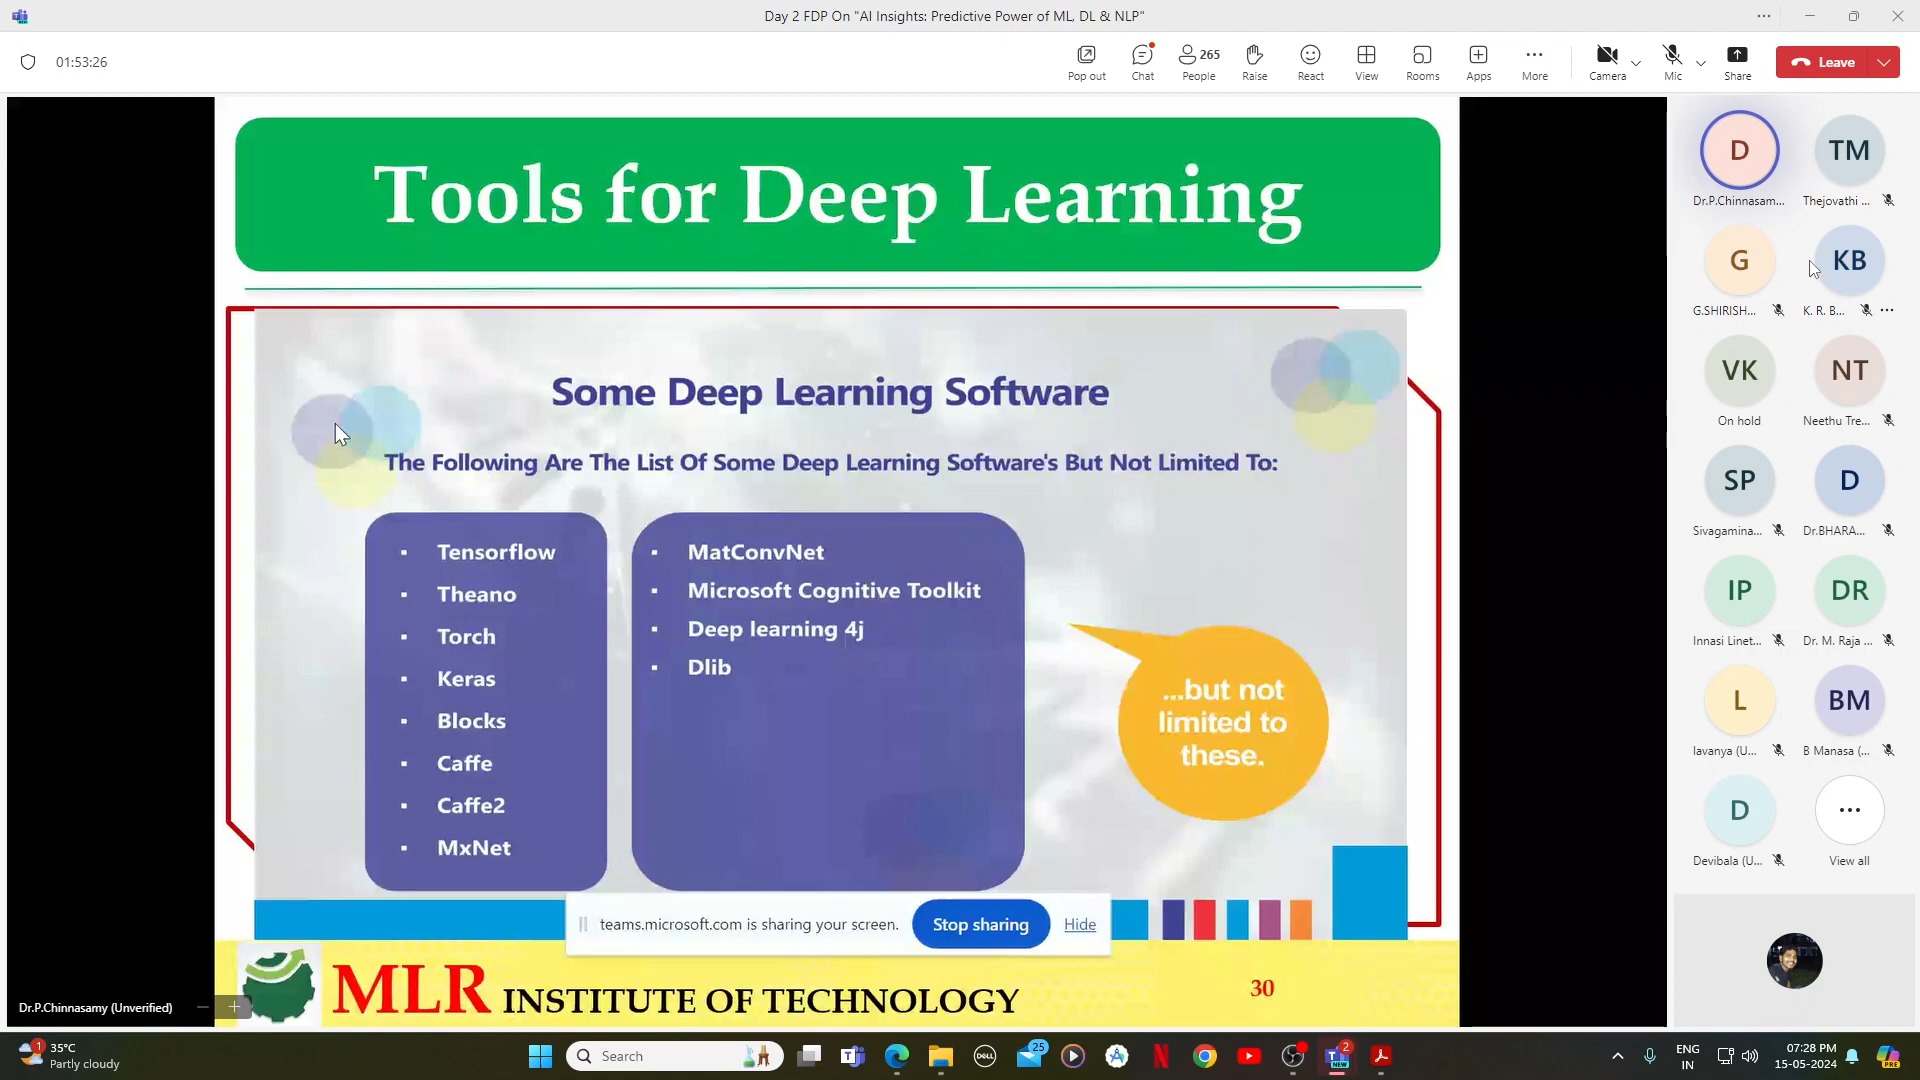 Day 2 FDP On "AI Insights: Predictive Power of ML, DL & NLP"
01:53:26
Pop out
Chat
265
People
Raise
React
View
Rooms
Apps
More
Camera
Mic
Share
Leave
Tools for Deep Learning
Some Deep Learning Software
The Following Are The List Of Some Deep Learning Software's But Not Limited To:
▪ Tensorflow
▪ Theano
▪ Torch
▪ Keras
▪ Blocks
▪ Caffe
▪ Caffe2
▪ MxNet
▪ MatConvNet
▪ Microsoft Cognitive Toolkit
▪ Deep learning 4j
▪ Dlib
...but not
limited to
these.
teams.microsoft.com is sharing your screen.
Stop sharing
Hide
MLR INSTITUTE OF TECHNOLOGY
30
Dr.P.Chinnasamy (Unverified)
D
Dr.P.Chinnasam...
TM
Thejovathi ...
G
G.SHIRISH...
KB
K. R. B...
VK
On hold
NT
Neethu Tre...
SP
Sivagamina...
D
Dr.BHARA...
IP
Innasi Linet...
DR
Dr. M. Raja ...
L
lavanya (U...
BM
B Manasa (...
D
Devibala (U...
View all
1
35°C
Partly cloudy
Search
DELL
25
N
2
NEW
ENG
IN
07:28 PM
15-05-2024
PRE